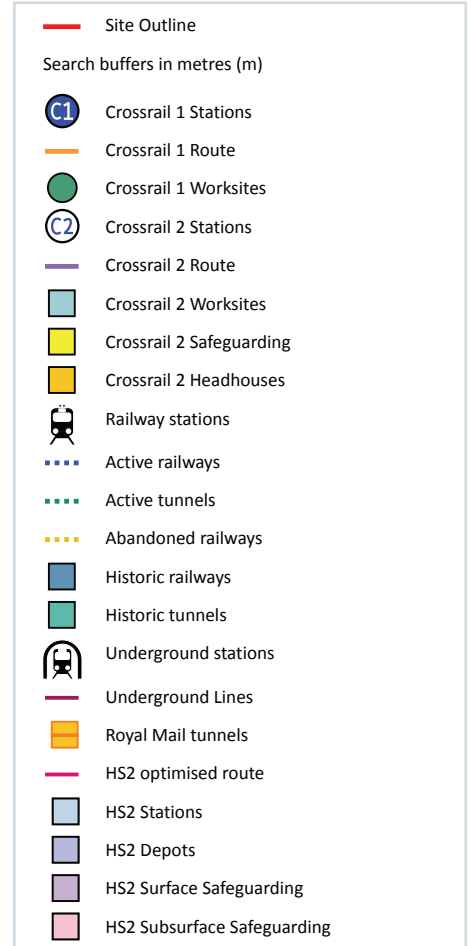 Site Outline
Search buffers in metres (m)
C1 Crossrail 1 Stations
Crossrail 1 Route
Crossrail 1 Worksites
C2 Crossrail 2 Stations
Crossrail 2 Route
Crossrail 2 Worksites
Crossrail 2 Safeguarding
Crossrail 2 Headhouses
Railway stations
Active railways
Active tunnels
Abandoned railways
Historic railways
Historic tunnels
Underground stations
Underground Lines
Royal Mail tunnels
HS2 optimised route
HS2 Stations
HS2 Depots
HS2 Surface Safeguarding
HS2 Subsurface Safeguarding